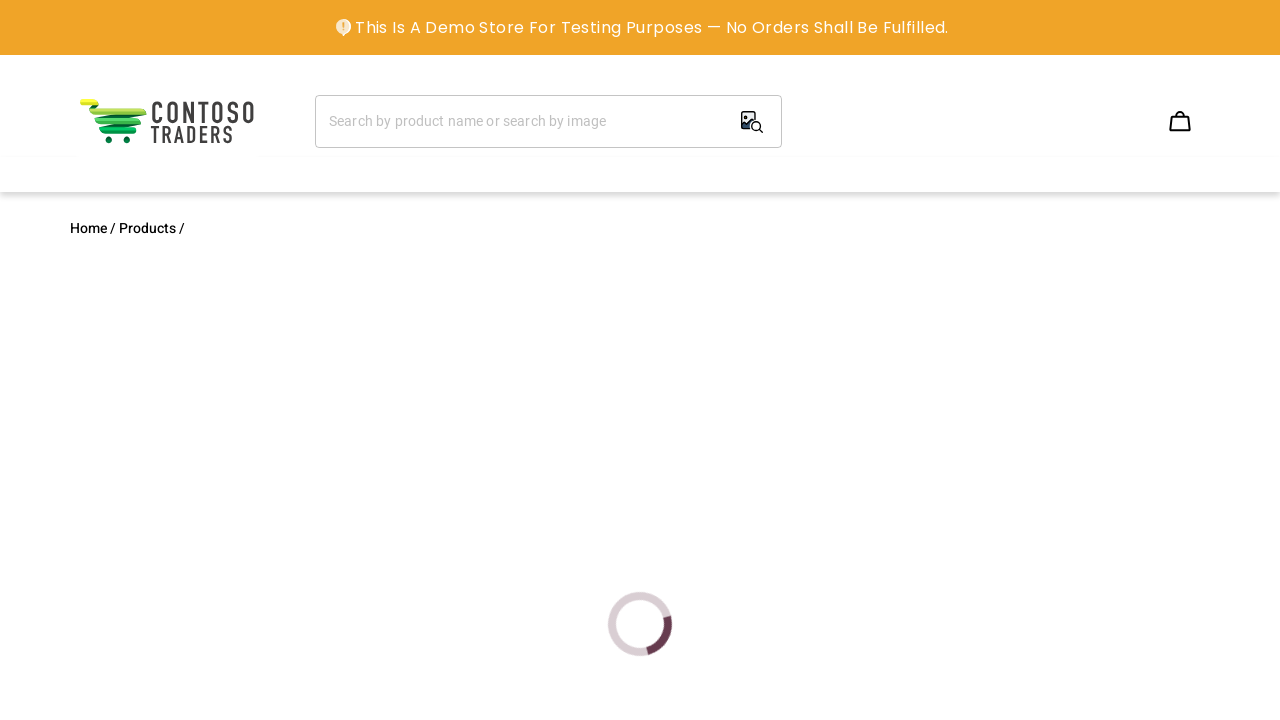 This Is A Demo Store For Testing Purposes — No Orders Shall Be Fulfilled.
CONTOSO
TRADERS
Search by product name or search by image
Home / Products /